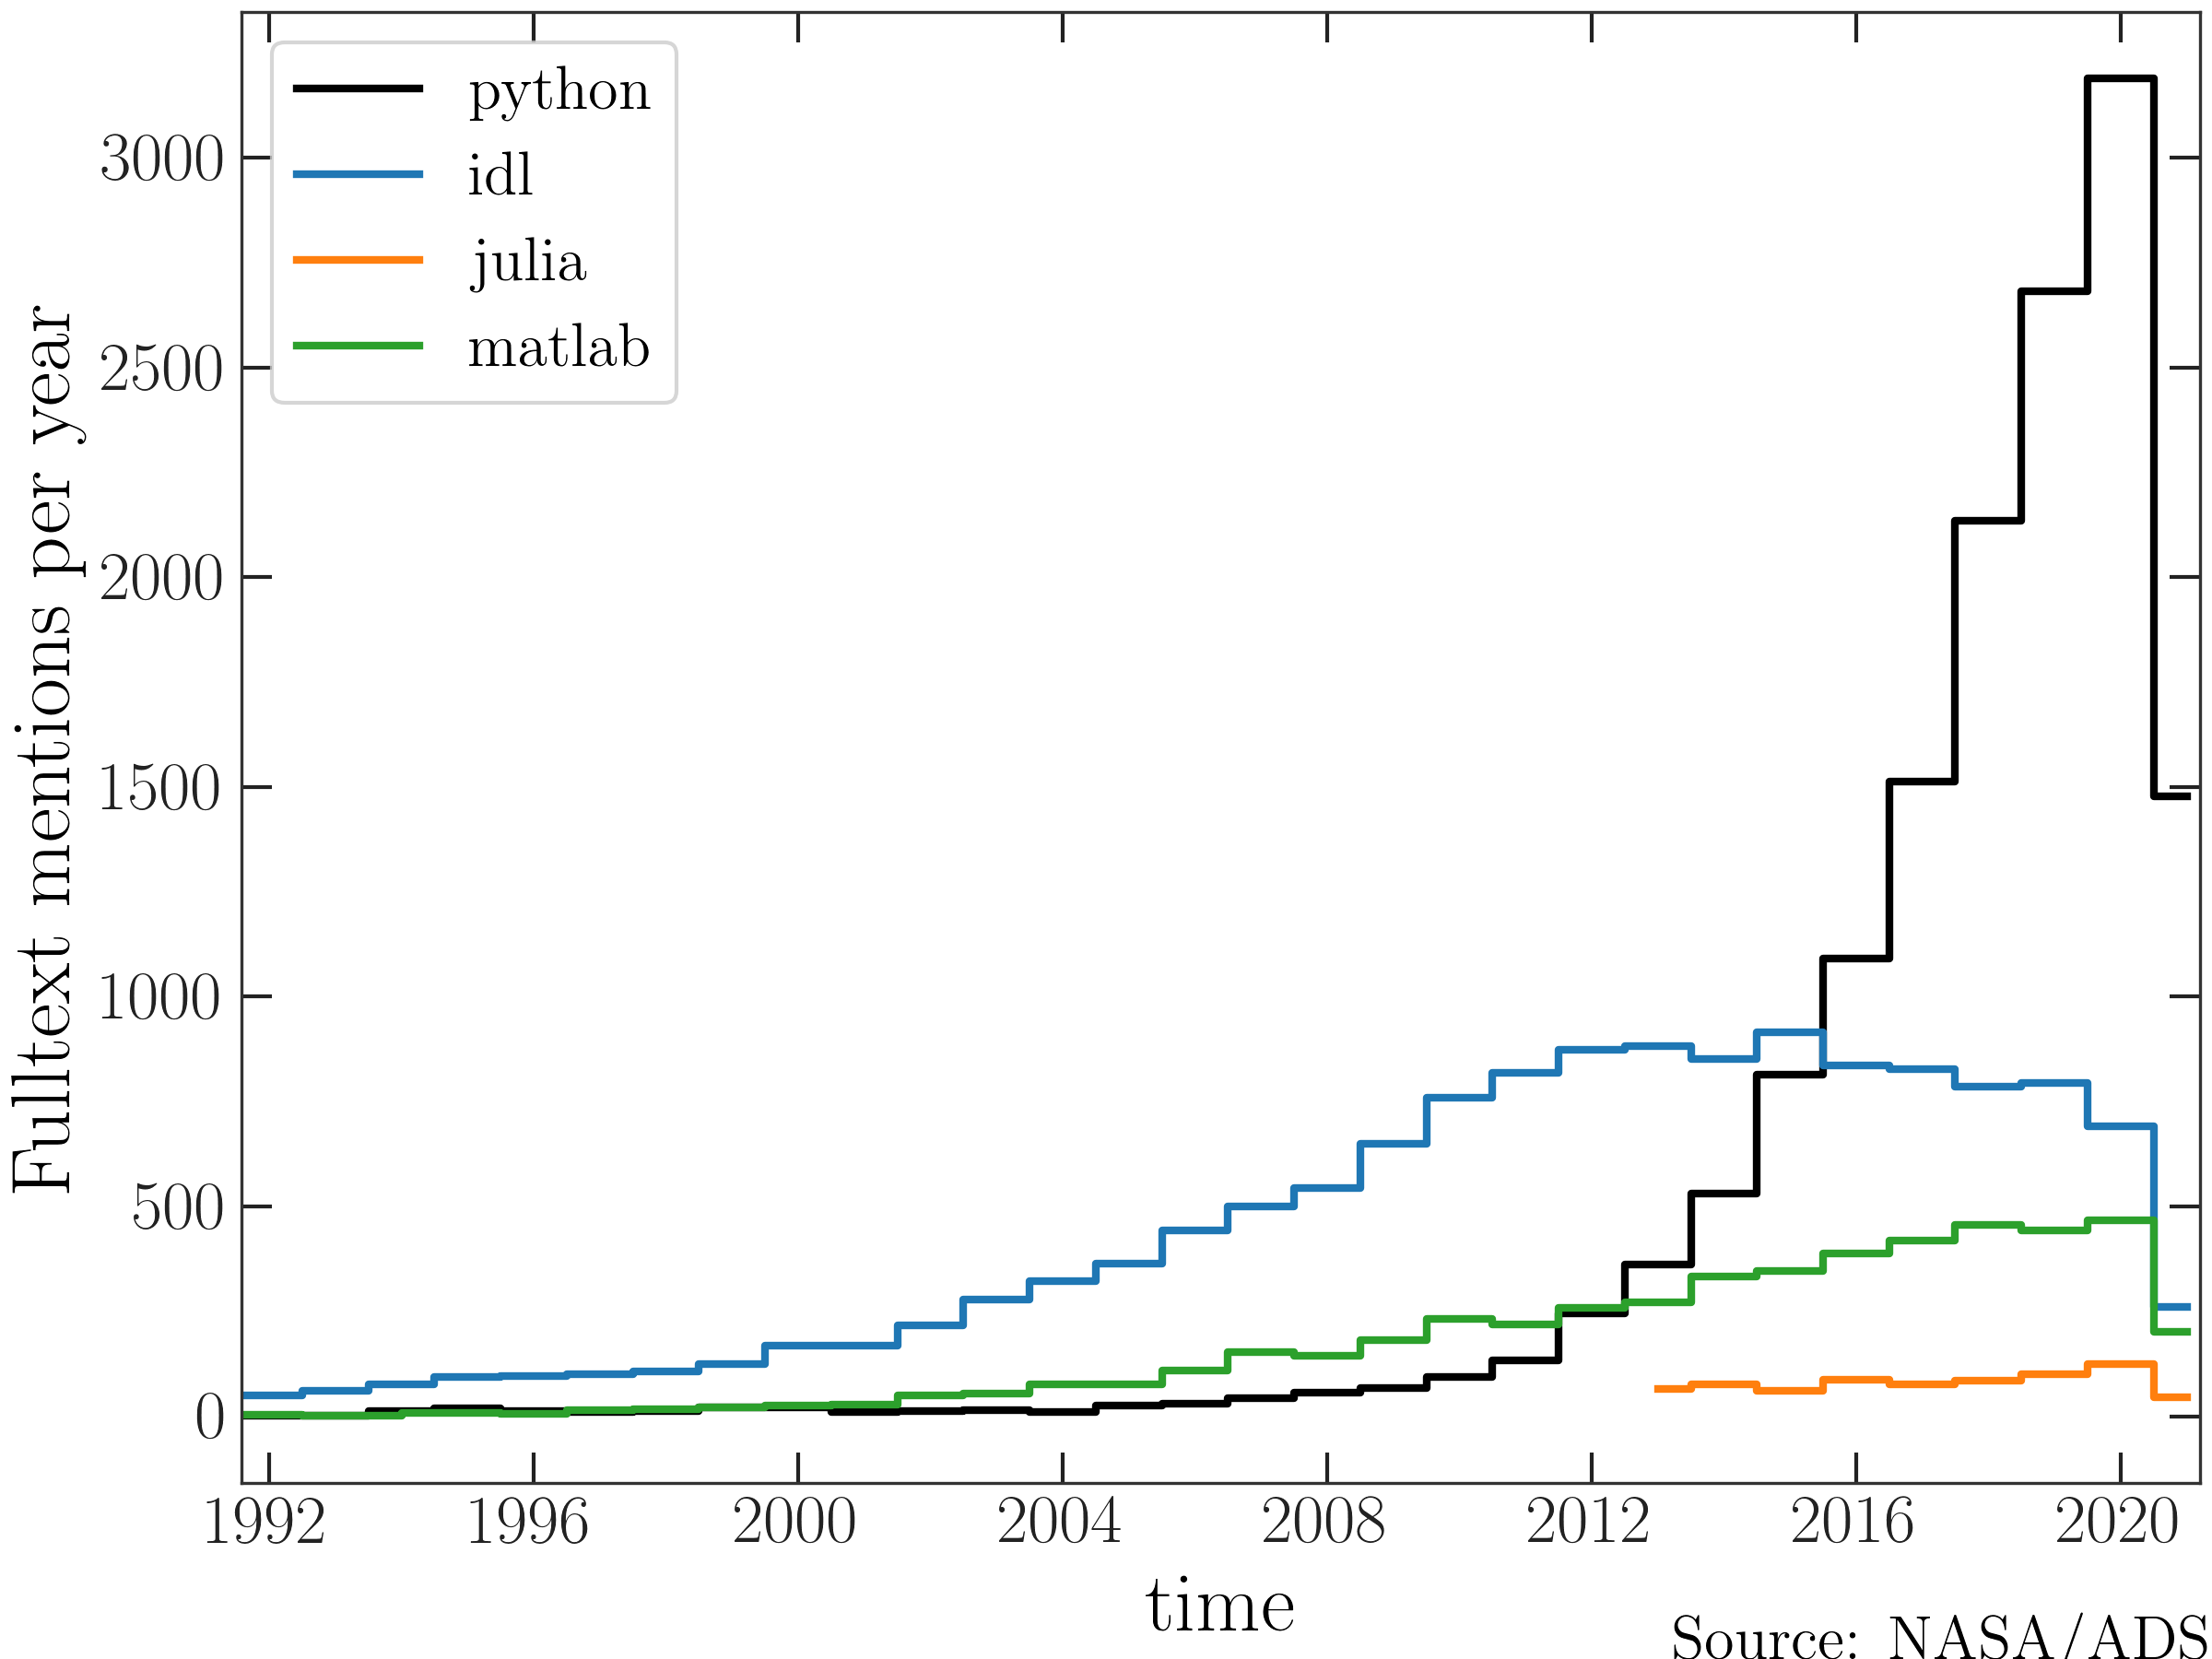 python
idl
julia
matlab
Fulltext mentions per year
3000
2500
2000
1500
1000
500
0
1992 1996 2000 2004 2008 2012 2016 2020
time
Source: NASA/ADS